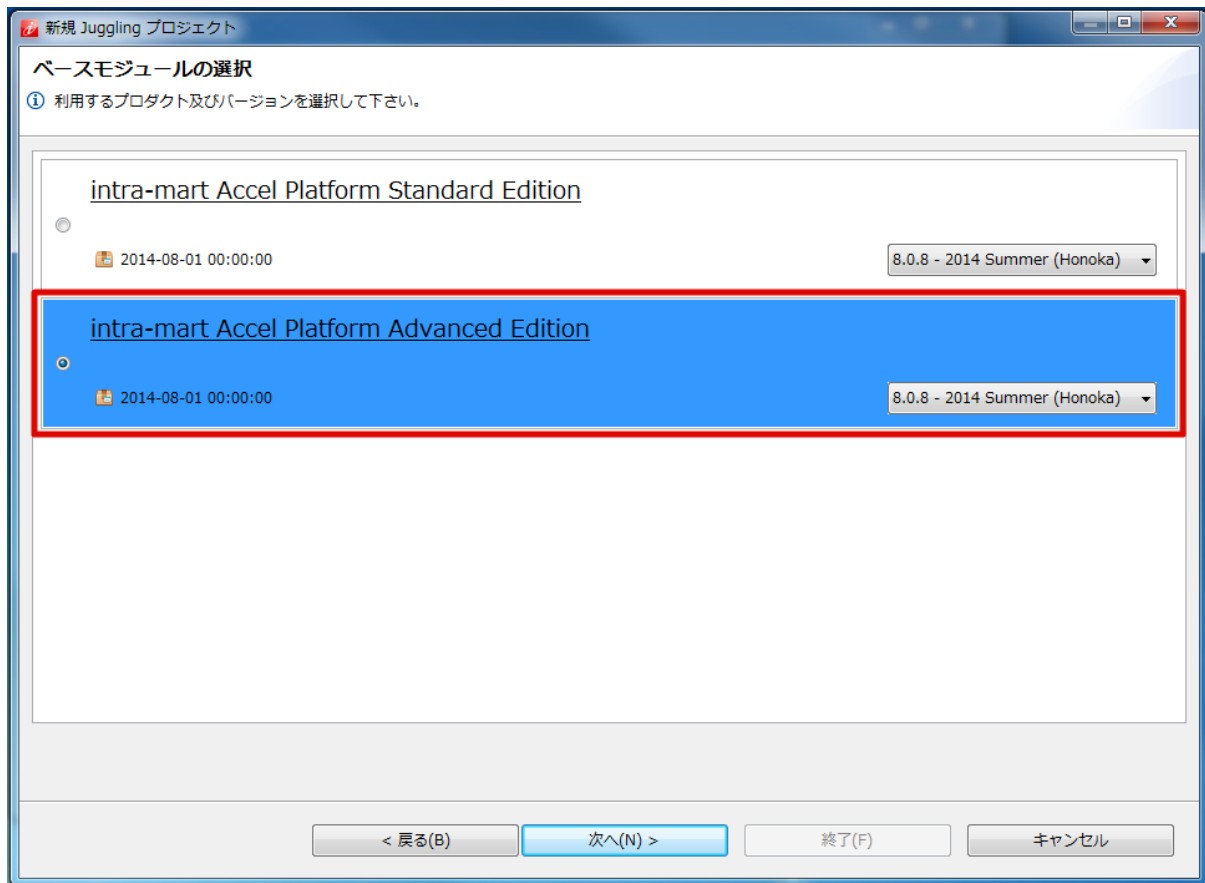 新規 Juggling プロジェクト
ベースモジュールの選択
利用するプロダクト及びバージョンを選択して下さい。
intra-mart Accel Platform Standard Edition
2014-08-01 00:00:00
8.0.8 - 2014 Summer (Honoka)
intra-mart Accel Platform Advanced Edition
2014-08-01 00:00:00
8.0.8 - 2014 Summer (Honoka)
< 戻る(B)
次へ(N) >
終了(F)
キャンセル